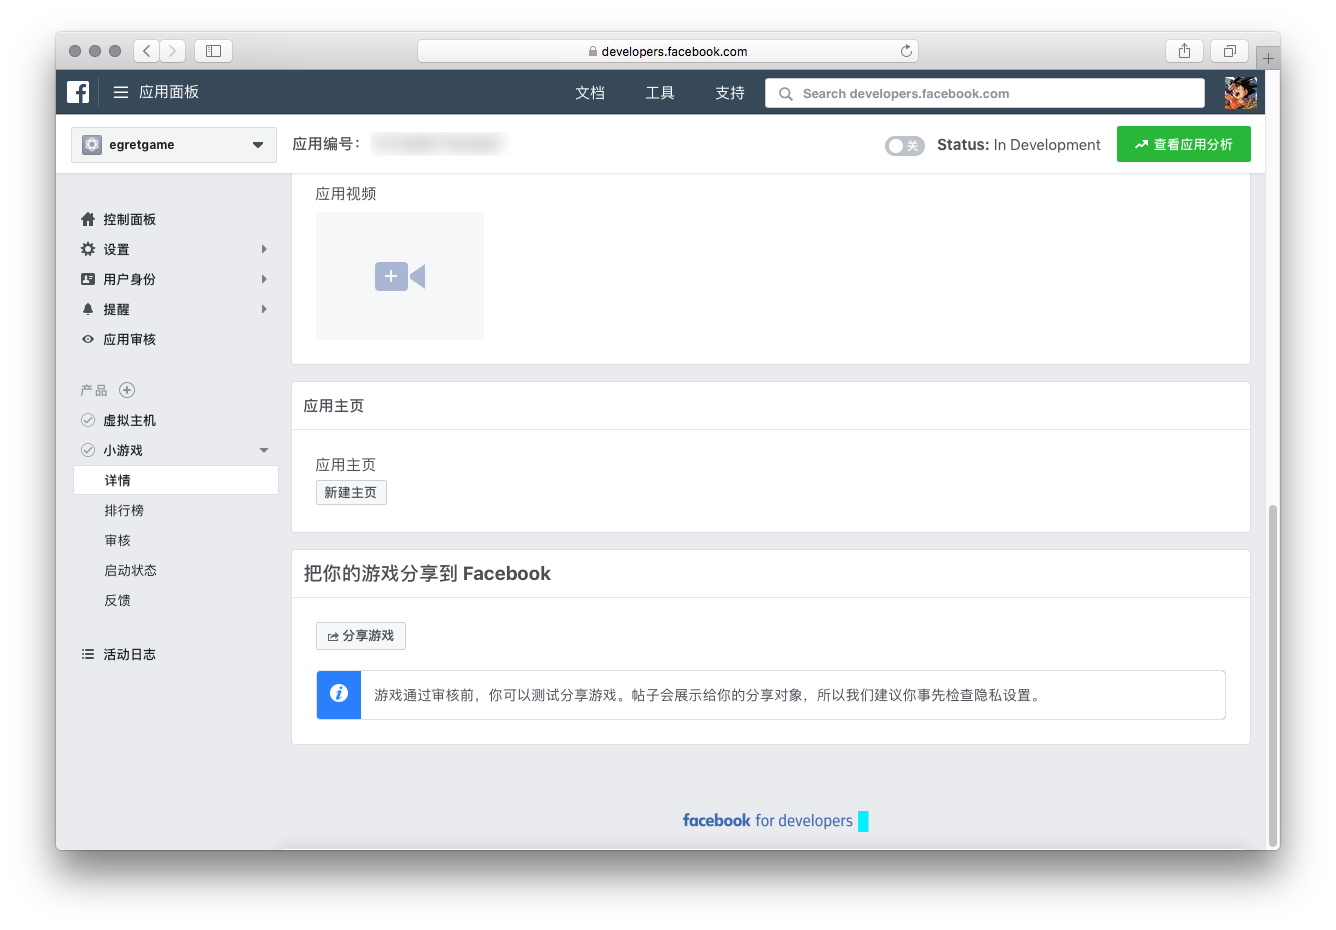 developers.facebook.com
应用面板
文档
工具
支持
Search developers.facebook.com
egretgame
应用编号:
关
Status: In Development
查看应用分析
控制面板
设置
用户身份
提醒
应用审核
产品
虚拟主机
小游戏
详情
排行榜
审核
启动状态
反馈
活动日志
应用视频
应用主页
应用主页
新建主页
把你的游戏分享到 Facebook
分享游戏
游戏通过审核前，你可以测试分享游戏。帖子会展示给你的分享对象，所以我们建议你事先检查隐私设置。
facebook for developers